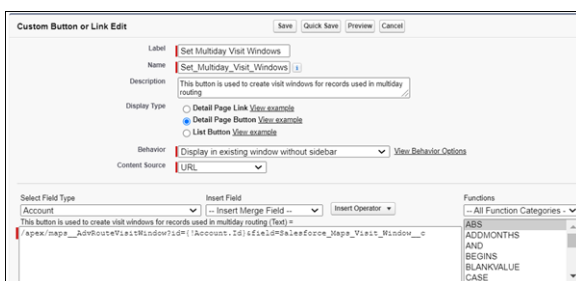 Custom Button or Link Edit
Save Quick Save Preview Cancel
Label Set Multiday Visit Windows
Name Set_Multiday_Visit_Windows i
Description This button is used to create visit windows for records used in multiday
routing
Display Type Detail Page Link View example
Detail Page Button View example
List Button View example
Behavior Display in existing window without sidebar View Behavior Options
Content Source URL
Select Field Type Insert Field Functions
Account -- Insert Merge Field -- Insert Operator -- All Function Categories -
This button is used to create visit windows for records used in multiday routing (Text) =
/apex/maps__AdvRouteVisitWindow?id={!Account.Id}&field=Salesforce_Maps_Visit_Window__c
ABS
ADDMONTHS
AND
BEGINS
BLANKVALUE
CASE